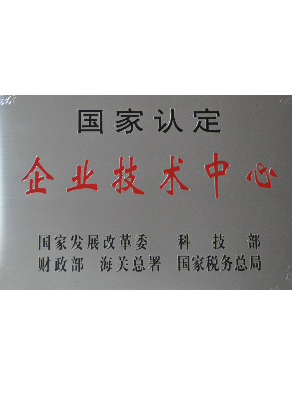 国家认定
企业技术中心
国家发展改革委 科技部
财政部 海关总署 国家税务总局